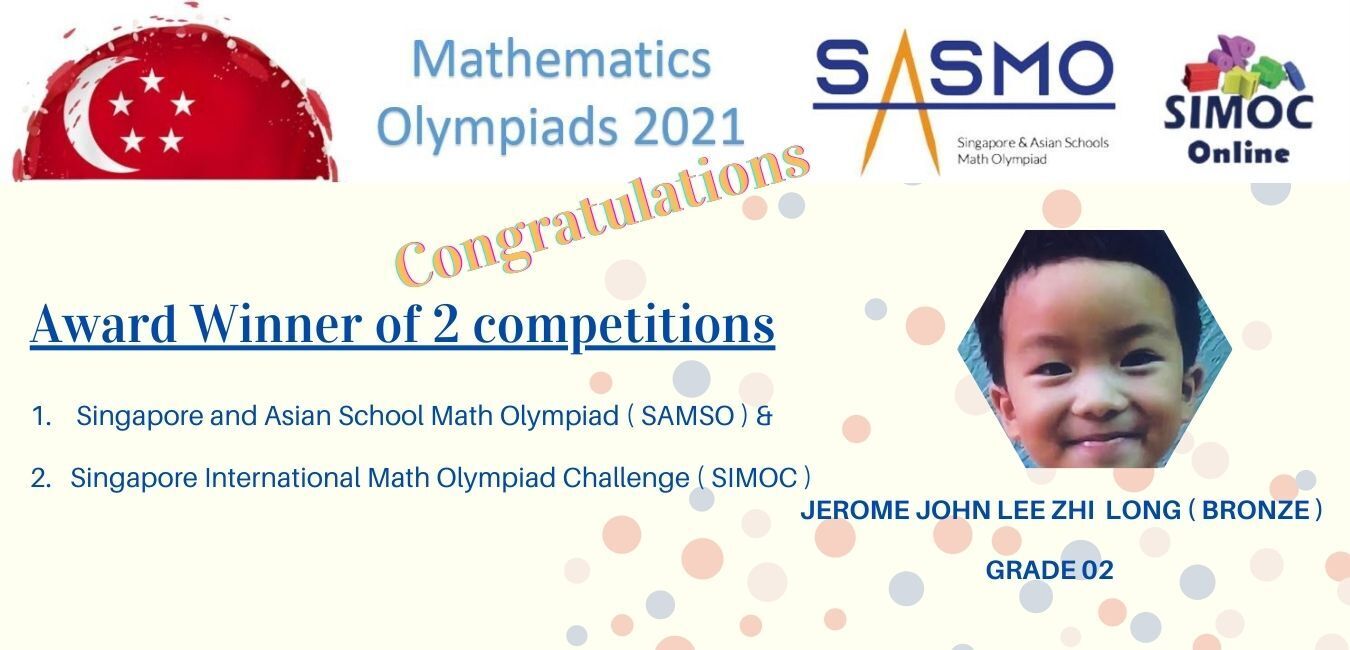 Mathematics
Olympiads 2021
SASMO
Singapore & Asian Schools
Math Olympiad
SIMOC
Online
Congratulations
Award Winner of 2 competitions
1. Singapore and Asian School Math Olympiad ( SAMSO ) &
2. Singapore International Math Olympiad Challenge ( SIMOC )
JEROME JOHN LEE ZHI LONG ( BRONZE )
GRADE 02